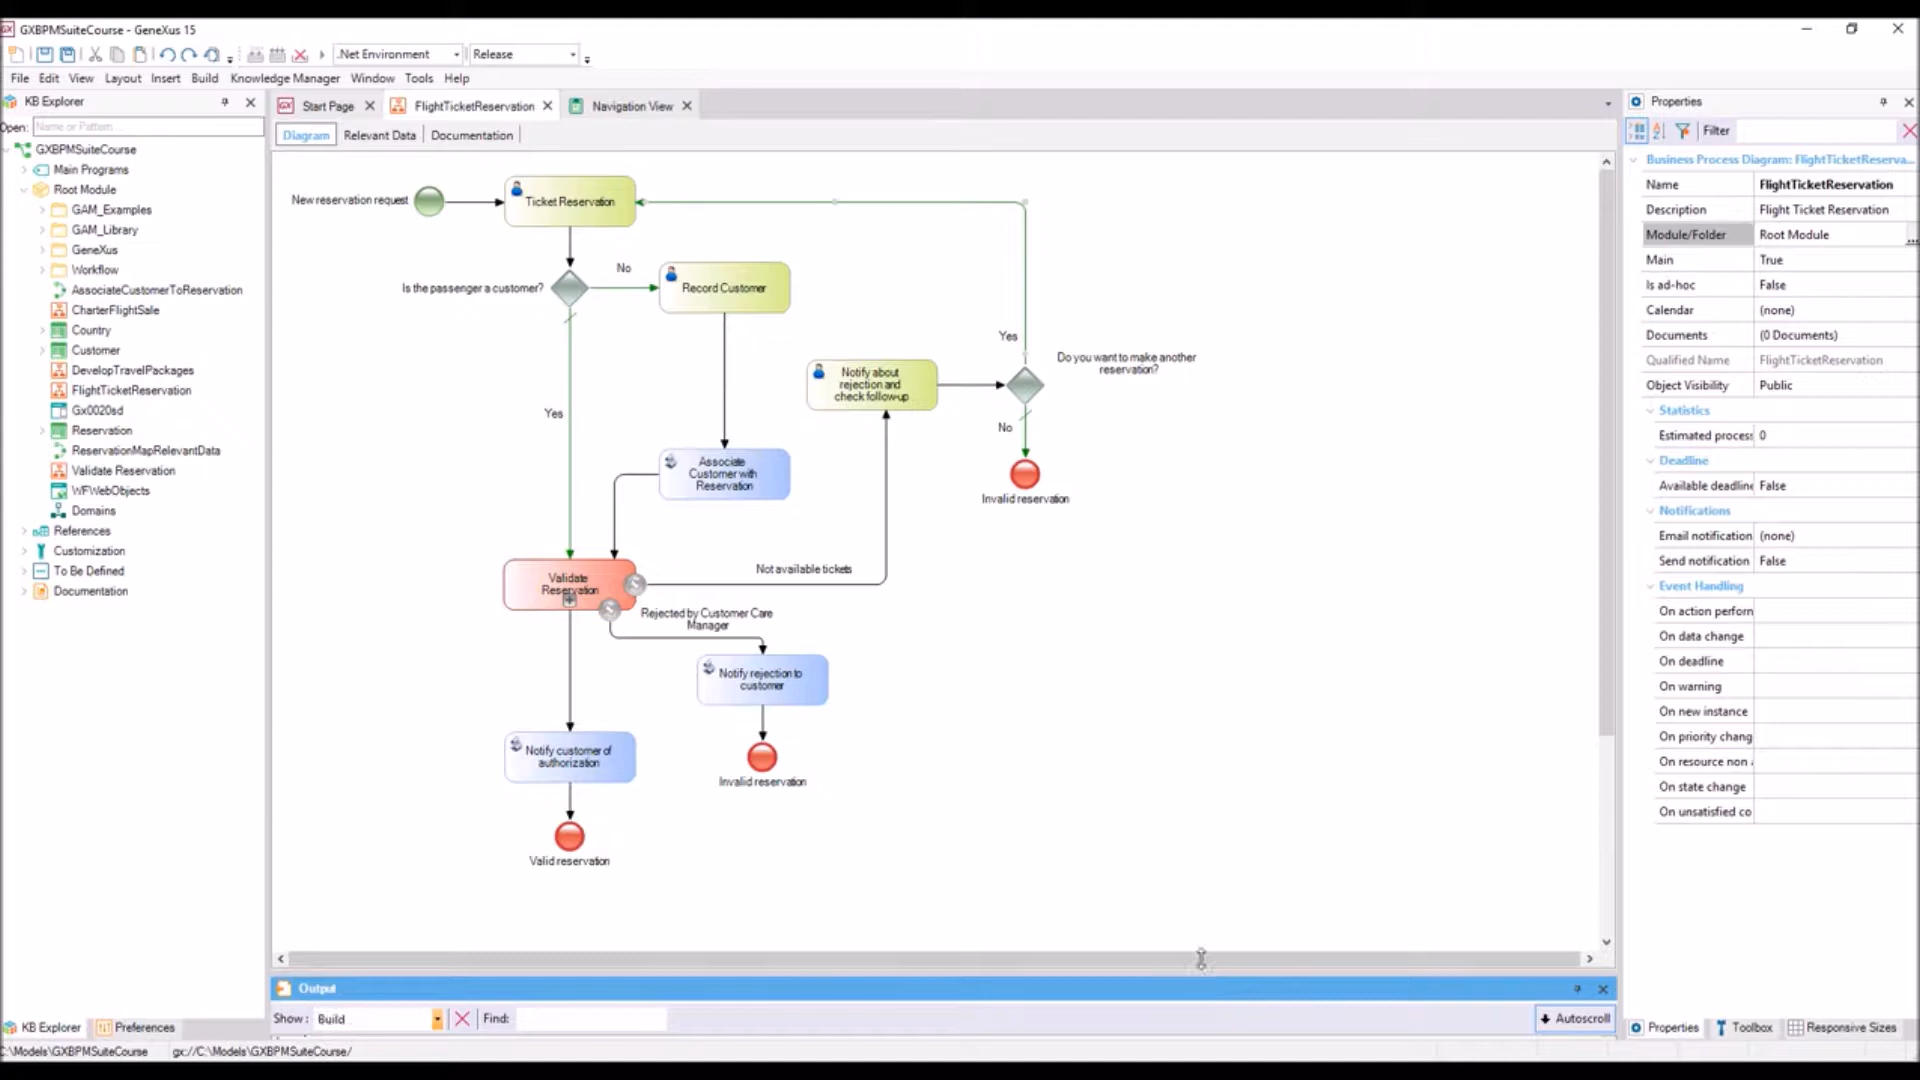 GXBPMSuiteCourse - GeneXus 15
.Net Environment
Release
File Edit View Layout Insert Build Knowledge Manager Window Tools Help
KB Explorer
Open: Name or Pattern...
GXBPMSuiteCourse
Main Programs
Root Module
GAM_Examples
GAM_Library
GeneXus
Workflow
AssociateCustomerToReservation
CharterFlightSale
Country
Customer
DevelopTravelPackages
FlightTicketReservation
Gx0020sd
Reservation
ReservationMapRelevantData
Validate Reservation
WFWebObjects
Domains
References
Customization
To Be Defined
Documentation
KB Explorer Preferences
Start Page FlightTicketReservation Navigation View
Diagram Relevant Data Documentation
New reservation request
Ticket Reservation
Is the passenger a customer?
No
Record Customer
Yes
Yes
Do you want to make another
reservation?
Notify about
rejection and
check follow-up
No
Invalid reservation
Associate
Customer with
Reservation
Validate
Reservation
Not available tickets
Rejected by Customer Care
Manager
Notify rejection to
customer
Invalid reservation
Notify customer of
authorization
Valid reservation
Output
Show: Build Find:
Autoscroll
Properties
Filter
Business Process Diagram: FlightTicketReserva...
Name FlightTicketReservation
Description Flight Ticket Reservation
Module/Folder Root Module
Main True
Is ad-hoc False
Calendar (none)
Documents (0 Documents)
Qualified Name FlightTicketReservation
Object Visibility Public
Statistics
Estimated process 0
Deadline
Available deadline False
Notifications
Email notification (none)
Send notification False
Event Handling
On action perform
On data change
On deadline
On warning
On new instance
On priority chang
On resource non a
On state change
On unsatisfied co
Properties Toolbox Responsive Sizes
C:\Models\GXBPMSuiteCourse gx://C:\Models\GXBPMSuiteCourse/